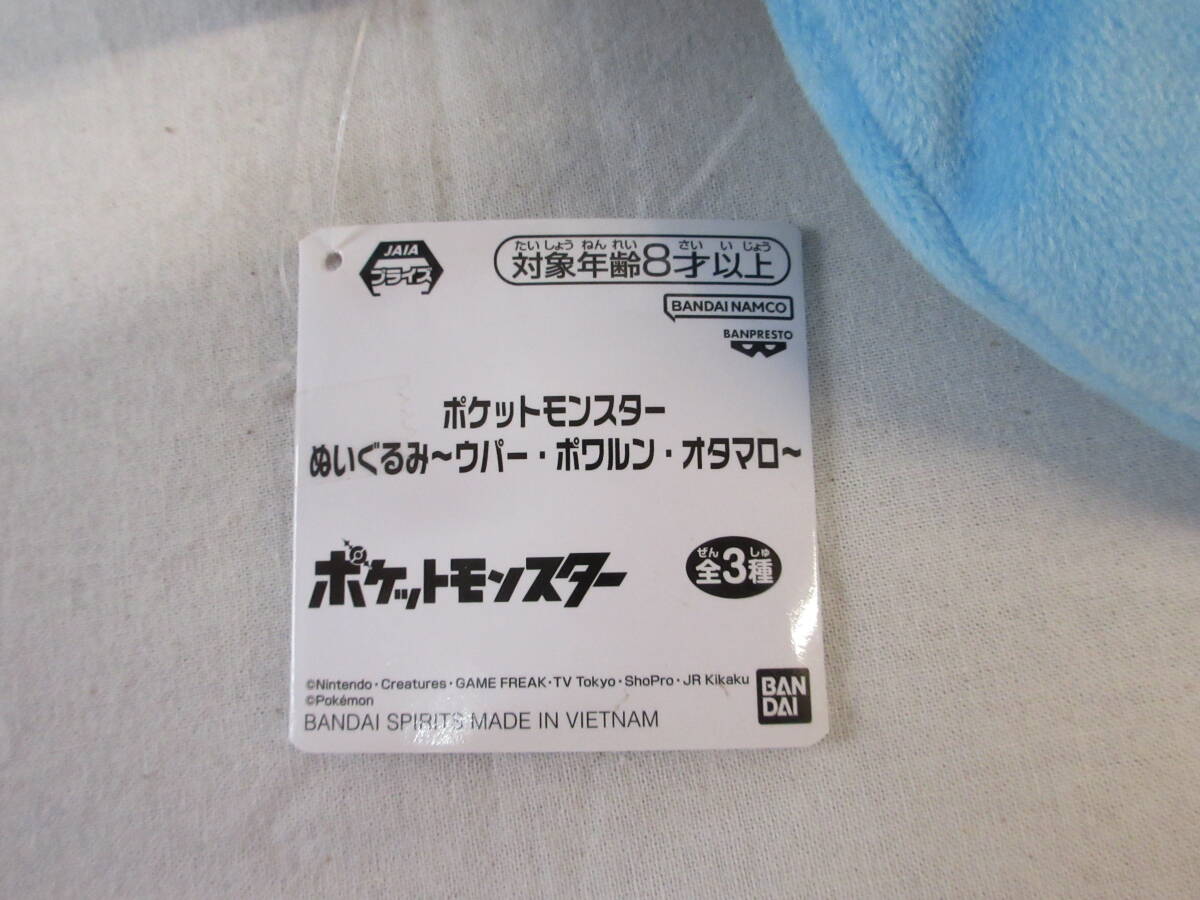 JAIA
プライズ
たいしょう ねん れい さい い じょう
対象年齢8才以上
BANDAI NAMCO
BANPRESTO
ポケットモンスター
ぬいぐるみ～ウパー・ポワルン・オタマロ～
ポケットモンスター
ぜん しゅ
全3種
©Nintendo・Creatures・GAME FREAK・TV Tokyo・ShoPro・JR Kikaku
©Pokémon
BANDAI SPIRITS MADE IN VIETNAM
BAN
DAI